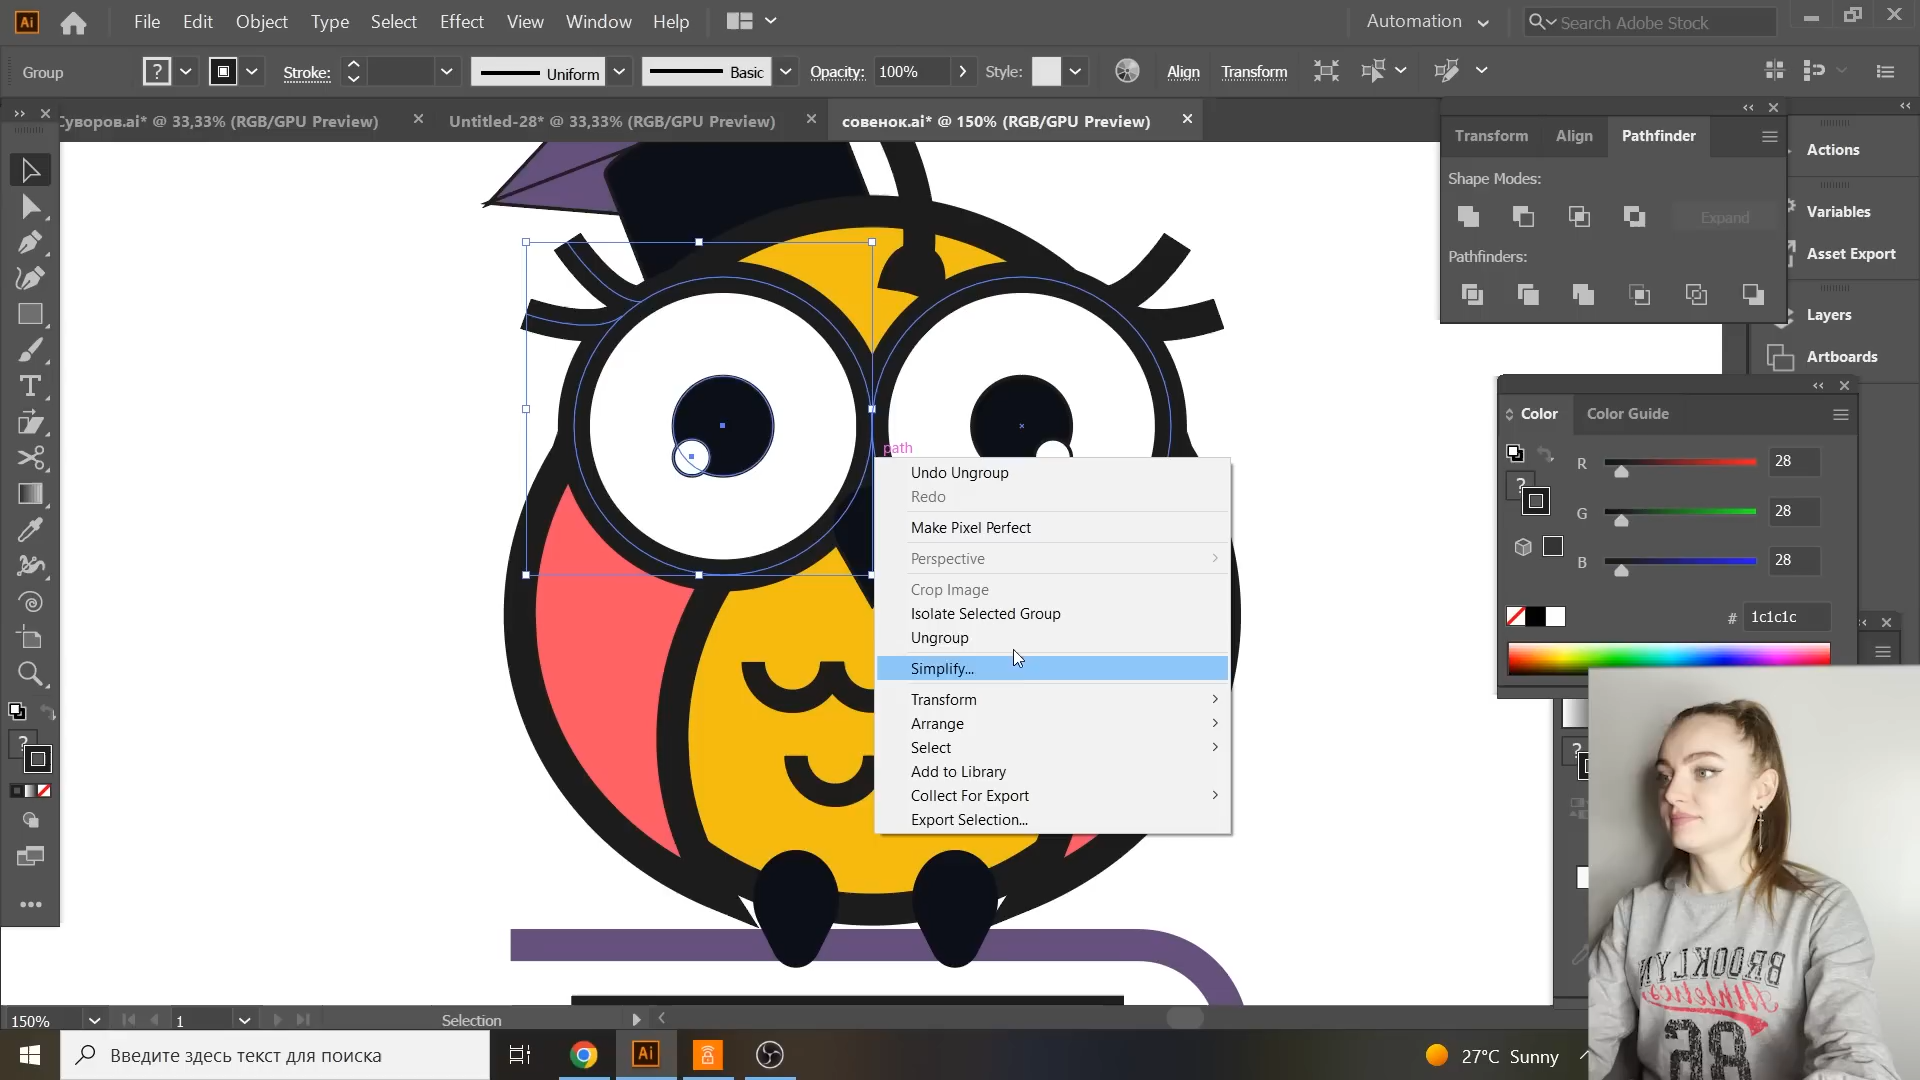 Ai File Edit Object Type Select Effect View Window Help Automation Search Adobe Stock
Group ? Stroke: Uniform Basic Opacity: 100% Style: Align Transform
Суворов.ai* @ 33,33% (RGB/GPU Preview) Untitled-28* @ 33,33% (RGB/GPU Preview) совенок.ai* @ 150% (RGB/GPU Preview)
Transform Align Pathfinder
Shape Modes:
Expand
Pathfinders:
Actions
Variables
Asset Export
Layers
Artboards
Color Color Guide
R 28
G 28
B 28
# 1c1c1c
path
Undo Ungroup
Redo
Make Pixel Perfect
Perspective
Crop Image
Isolate Selected Group
Ungroup
Simplify...
Transform
Arrange
Select
Add to Library
Collect For Export
Export Selection...
BROOKLYN
Athletics
86
150% 1 Selection
Введите здесь текст для поиска Ai 27°C Sunny